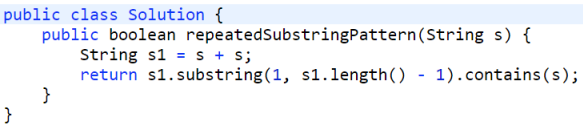 public class Solution {
    public boolean repeatedSubstringPattern(String s) {
        String s1 = s + s;
        return s1.substring(1, s1.length() - 1).contains(s);
    }
}